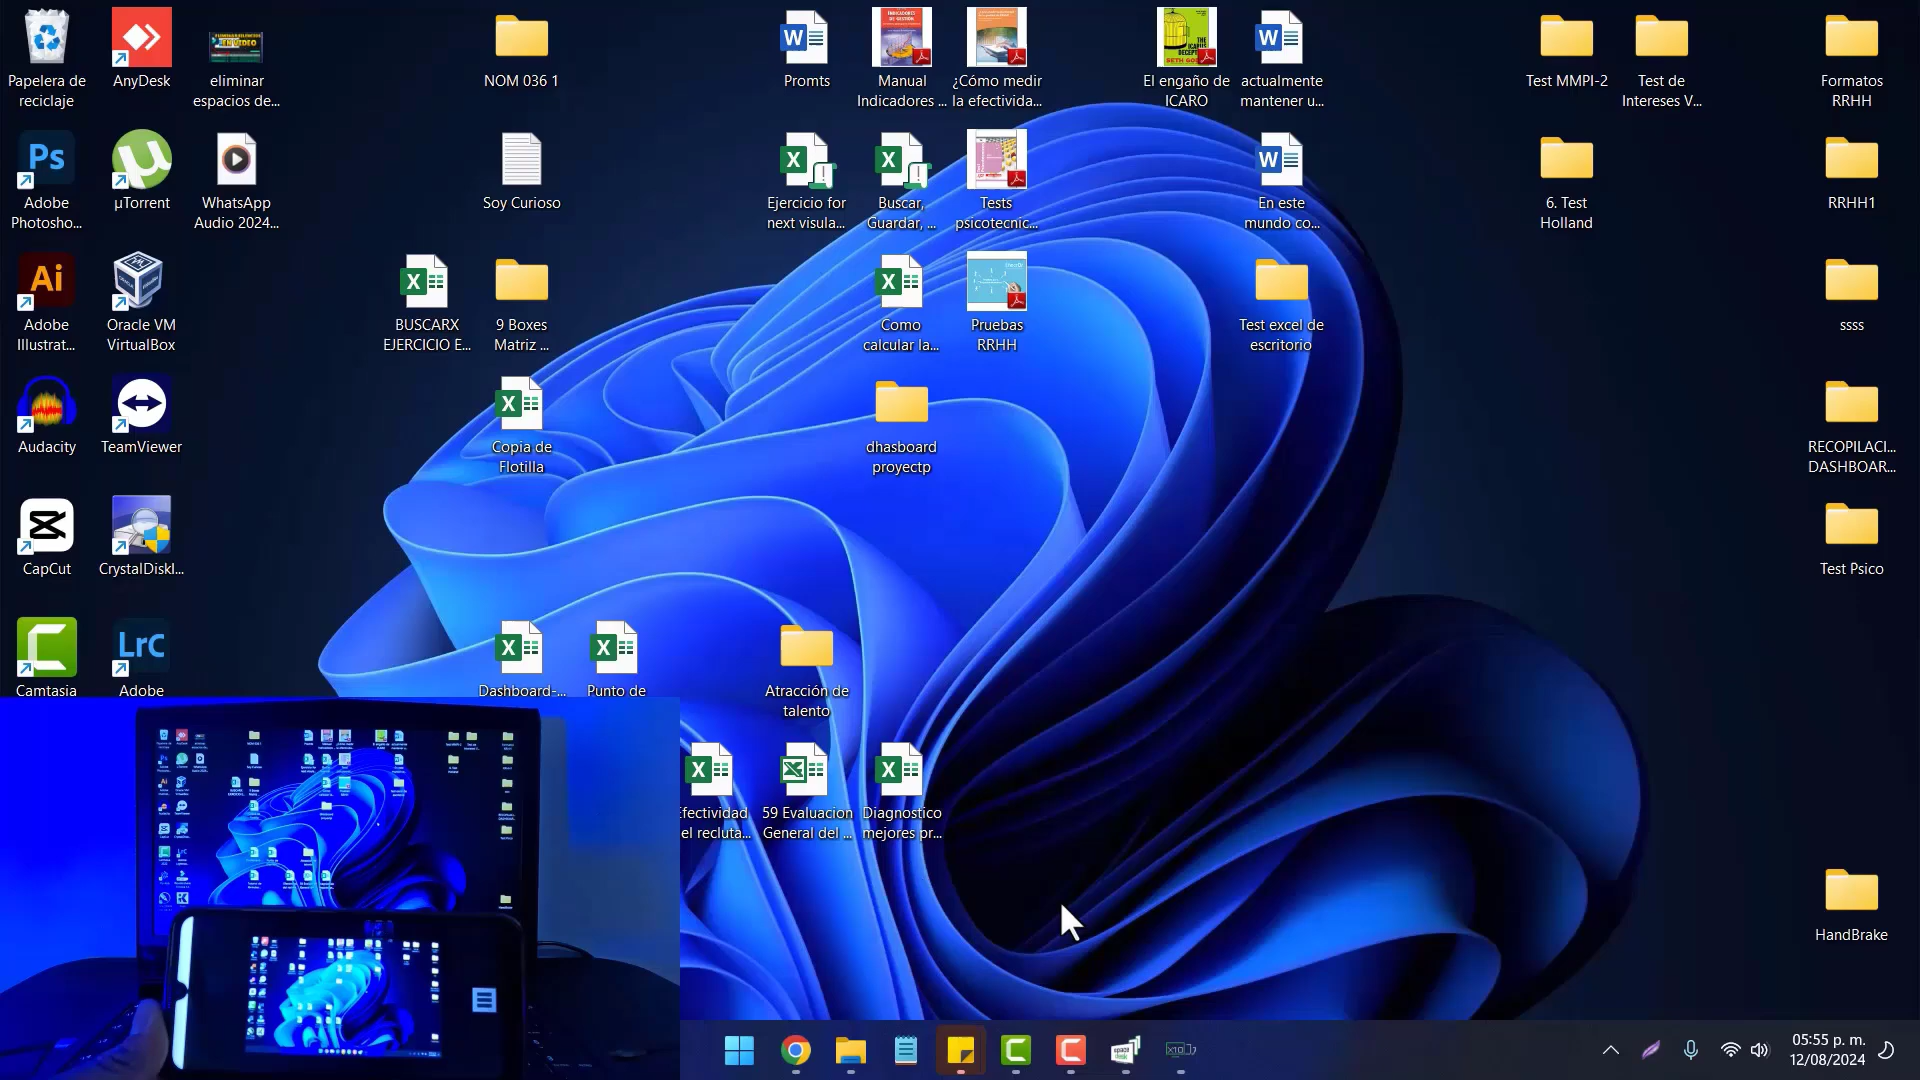 Papelera de
reciclaje
AnyDesk
eliminar
espacios de...
NOM 036 1
Promts
Manual
Indicadores ...
¿Cómo medir
la efectivida...
El engaño de
ICARO
actualmente
mantener u...
Test MMPI-2
Test de
Intereses V...
Formatos
RRHH
Adobe
Photosho...
µTorrent
WhatsApp
Audio 2024...
Soy Curioso
Ejercicio for
next visula...
Buscar,
Guardar, ...
Tests
psicotecnic...
En este
mundo co...
6. Test
Holland
RRHH1
Adobe
Illustrat...
Oracle VM
VirtualBox
BUSCARX
EJERCICIO E...
9 Boxes
Matriz ...
Como
calcular la...
Pruebas
RRHH
Test excel de
escritorio
ssss
Audacity
TeamViewer
Copia de
Flotilla
dhasboard
proyectp
RECOPILACI...
DASHBOAR...
CapCut
CrystalDiskI...
Test Psico
Camtasia
Adobe
Dashboard-...
Punto de
Atracción de
talento
Efectividad
el recluta...
59 Evaluacion
General del ...
Diagnostico
mejores pr...
HandBrake
05:55 p. m.
12/08/2024